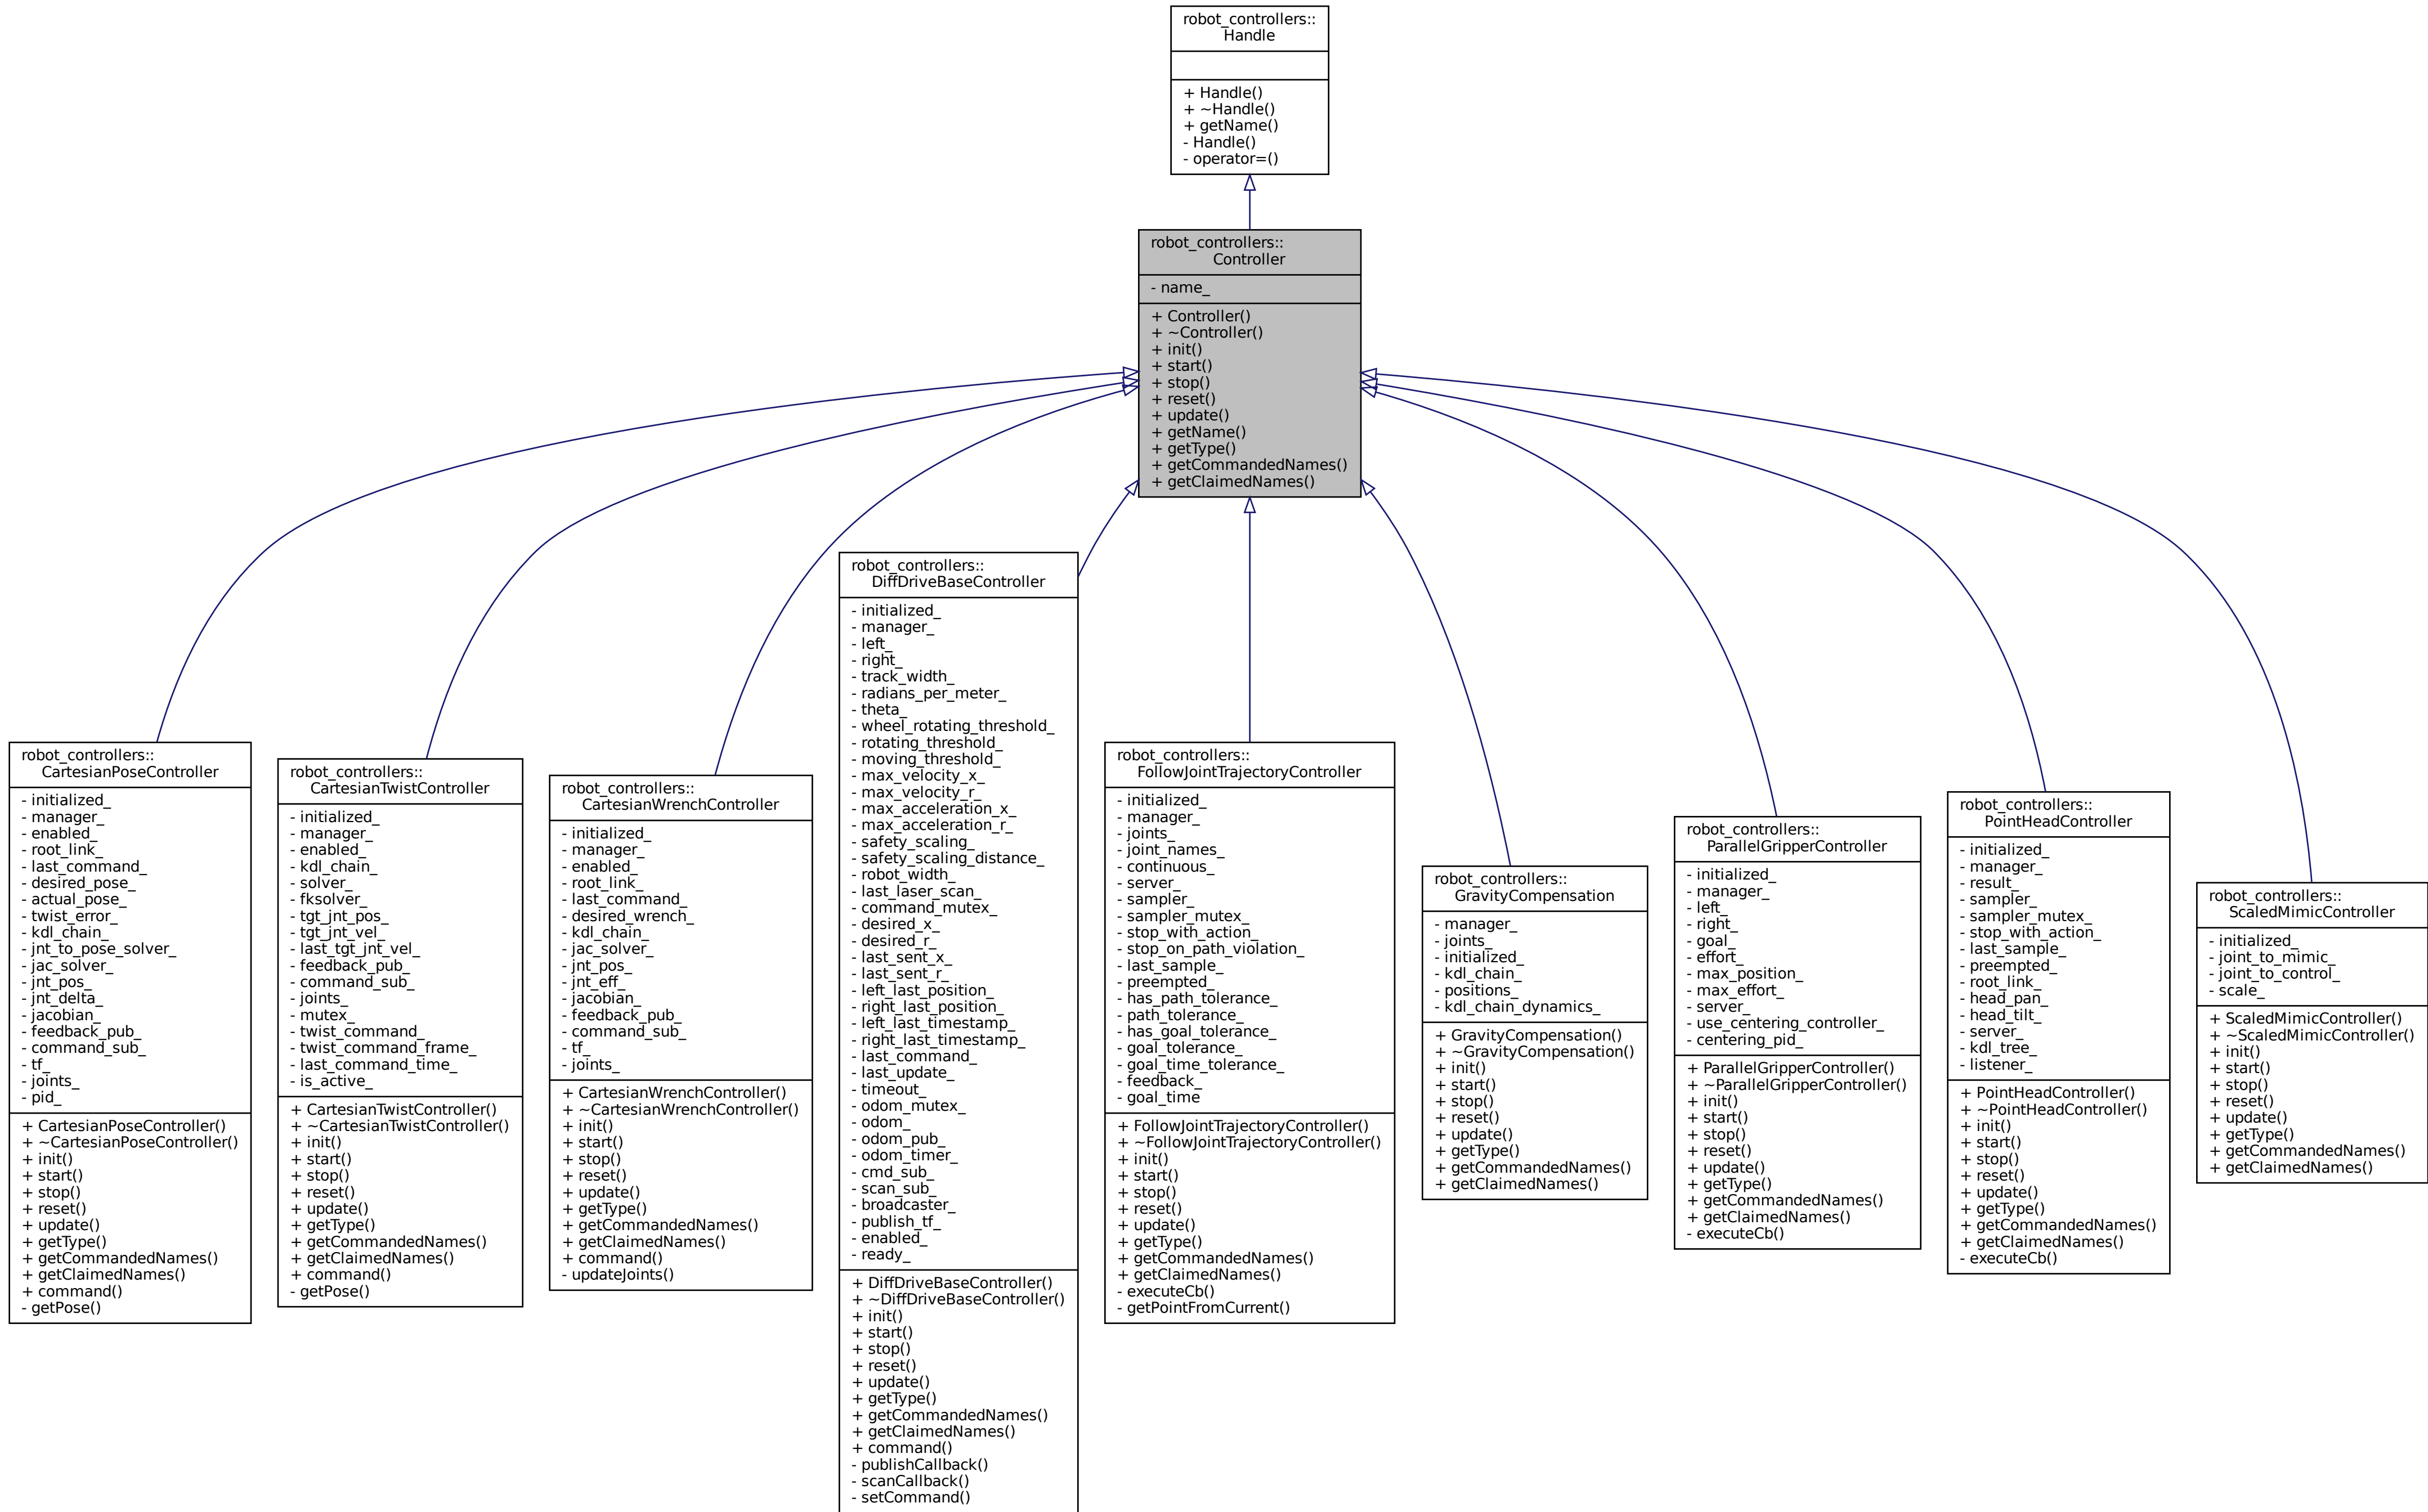 robot_controllers::
Handle
+ Handle()
+ ~Handle()
+ getName()
- Handle()
- operator=()
robot_controllers::
Controller
- name_
+ Controller()
+ ~Controller()
+ init()
+ start()
+ stop()
+ reset()
+ update()
+ getName()
+ getType()
+ getCommandedNames()
+ getClaimedNames()
robot_controllers::
CartesianPoseController
- initialized_
- manager_
- enabled_
- root_link_
- last_command_
- desired_pose_
- actual_pose_
- twist_error_
- kdl_chain_
- jnt_to_pose_solver_
- jac_solver_
- jnt_pos_
- jnt_delta_
- jacobian_
- feedback_pub_
- command_sub_
- tf_
- joints_
- pid_
+ CartesianPoseController()
+ ~CartesianPoseController()
+ init()
+ start()
+ stop()
+ reset()
+ update()
+ getType()
+ getCommandedNames()
+ getClaimedNames()
+ command()
- getPose()
robot_controllers::
CartesianTwistController
- initialized_
- manager_
- enabled_
- kdl_chain_
- solver_
- fksolver_
- tgt_jnt_pos_
- tgt_jnt_vel_
- last_tgt_jnt_vel_
- feedback_pub_
- command_sub_
- joints_
- mutex_
- twist_command_
- twist_command_frame_
- last_command_time_
- is_active_
+ CartesianTwistController()
+ ~CartesianTwistController()
+ init()
+ start()
+ stop()
+ reset()
+ update()
+ getType()
+ getCommandedNames()
+ getClaimedNames()
+ command()
- getPose()
robot_controllers::
CartesianWrenchController
- initialized_
- manager_
- enabled_
- root_link_
- last_command_
- desired_wrench_
- kdl_chain_
- jac_solver_
- jnt_pos_
- jnt_eff_
- jacobian_
- feedback_pub_
- command_sub_
- tf_
- joints_
+ CartesianWrenchController()
+ ~CartesianWrenchController()
+ init()
+ start()
+ stop()
+ reset()
+ update()
+ getType()
+ getCommandedNames()
+ getClaimedNames()
+ command()
- updateJoints()
robot_controllers::
DiffDriveBaseController
- initialized_
- manager_
- left_
- right_
- track_width_
- radians_per_meter_
- theta_
- wheel_rotating_threshold_
- rotating_threshold_
- moving_threshold_
- max_velocity_x_
- max_velocity_r_
- max_acceleration_x_
- max_acceleration_r_
- safety_scaling_
- safety_scaling_distance_
- robot_width_
- last_laser_scan_
- command_mutex_
- desired_x_
- desired_r_
- last_sent_x_
- last_sent_r_
- left_last_position_
- right_last_position_
- left_last_timestamp_
- right_last_timestamp_
- last_command_
- last_update_
- timeout_
- odom_mutex_
- odom_
- odom_pub_
- odom_timer_
- cmd_sub_
- scan_sub_
- broadcaster_
- publish_tf_
- enabled_
- ready_
+ DiffDriveBaseController()
+ ~DiffDriveBaseController()
+ init()
+ start()
+ stop()
+ reset()
+ update()
+ getType()
+ getCommandedNames()
+ getClaimedNames()
+ command()
- publishCallback()
- scanCallback()
- setCommand()
robot_controllers::
FollowJointTrajectoryController
- initialized_
- manager_
- joints_
- joint_names_
- continuous_
- server_
- sampler_
- sampler_mutex_
- stop_with_action_
- stop_on_path_violation_
- last_sample_
- preempted_
- has_path_tolerance_
- path_tolerance_
- has_goal_tolerance_
- goal_tolerance_
- goal_time_tolerance_
- feedback_
- goal_time
+ FollowJointTrajectoryController()
+ ~FollowJointTrajectoryController()
+ init()
+ start()
+ stop()
+ reset()
+ update()
+ getType()
+ getCommandedNames()
+ getClaimedNames()
- executeCb()
- getPointFromCurrent()
robot_controllers::
GravityCompensation
- manager_
- joints_
- initialized_
- kdl_chain_
- positions_
- kdl_chain_dynamics_
+ GravityCompensation()
+ ~GravityCompensation()
+ init()
+ start()
+ stop()
+ reset()
+ update()
+ getType()
+ getCommandedNames()
+ getClaimedNames()
robot_controllers::
ParallelGripperController
- initialized_
- manager_
- left_
- right_
- goal_
- effort_
- max_position_
- max_effort_
- server_
- use_centering_controller_
- centering_pid_
+ ParallelGripperController()
+ ~ParallelGripperController()
+ init()
+ start()
+ stop()
+ reset()
+ update()
+ getType()
+ getCommandedNames()
+ getClaimedNames()
- executeCb()
robot_controllers::
PointHeadController
- initialized_
- manager_
- result_
- sampler_
- sampler_mutex_
- stop_with_action_
- last_sample_
- preempted_
- root_link_
- head_pan_
- head_tilt_
- server_
- kdl_tree_
- listener_
+ PointHeadController()
+ ~PointHeadController()
+ init()
+ start()
+ stop()
+ reset()
+ update()
+ getType()
+ getCommandedNames()
+ getClaimedNames()
- executeCb()
robot_controllers::
ScaledMimicController
- initialized_
- joint_to_mimic_
- joint_to_control_
- scale_
+ ScaledMimicController()
+ ~ScaledMimicController()
+ init()
+ start()
+ stop()
+ reset()
+ update()
+ getType()
+ getCommandedNames()
+ getClaimedNames()